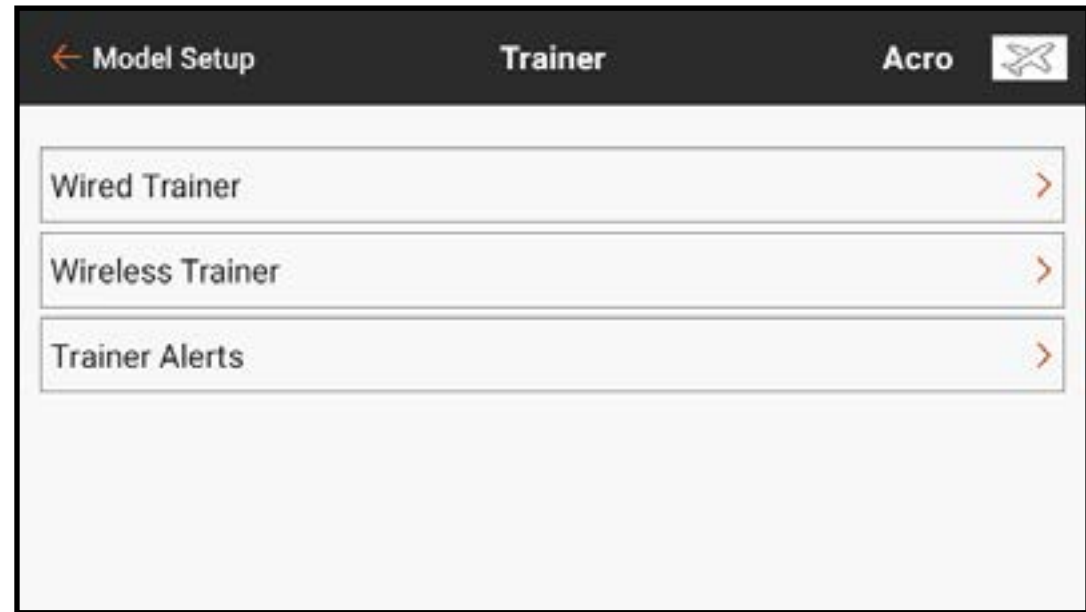 Model Setup Trainer Acro
Wired Trainer
Wireless Trainer
Trainer Alerts